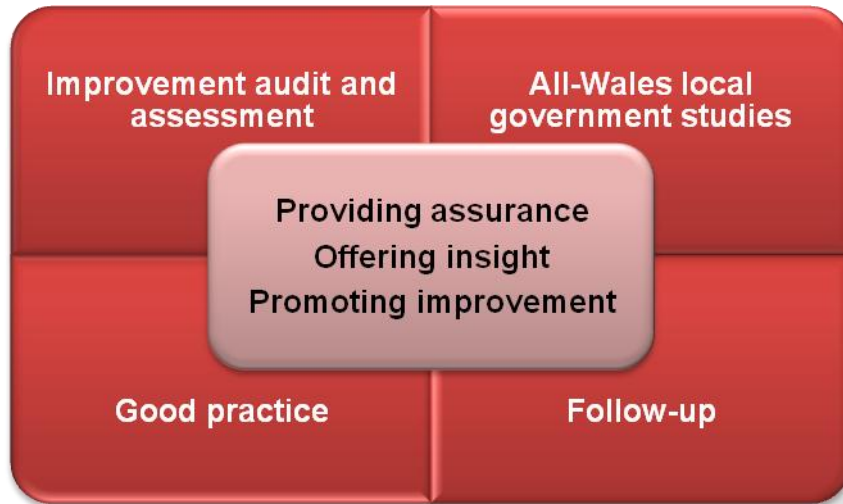 Improvement audit and
assessment
All-Wales local
government studies
Providing assurance
Offering insight
Promoting improvement
Good practice
Follow-up